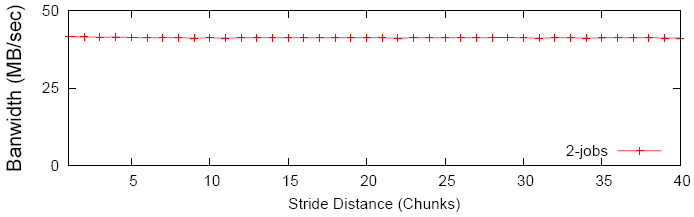 50
25
0
Banwidth (MB/sec)
2-jobs
5 10 15 20 25 30 35 40
Stride Distance (Chunks)